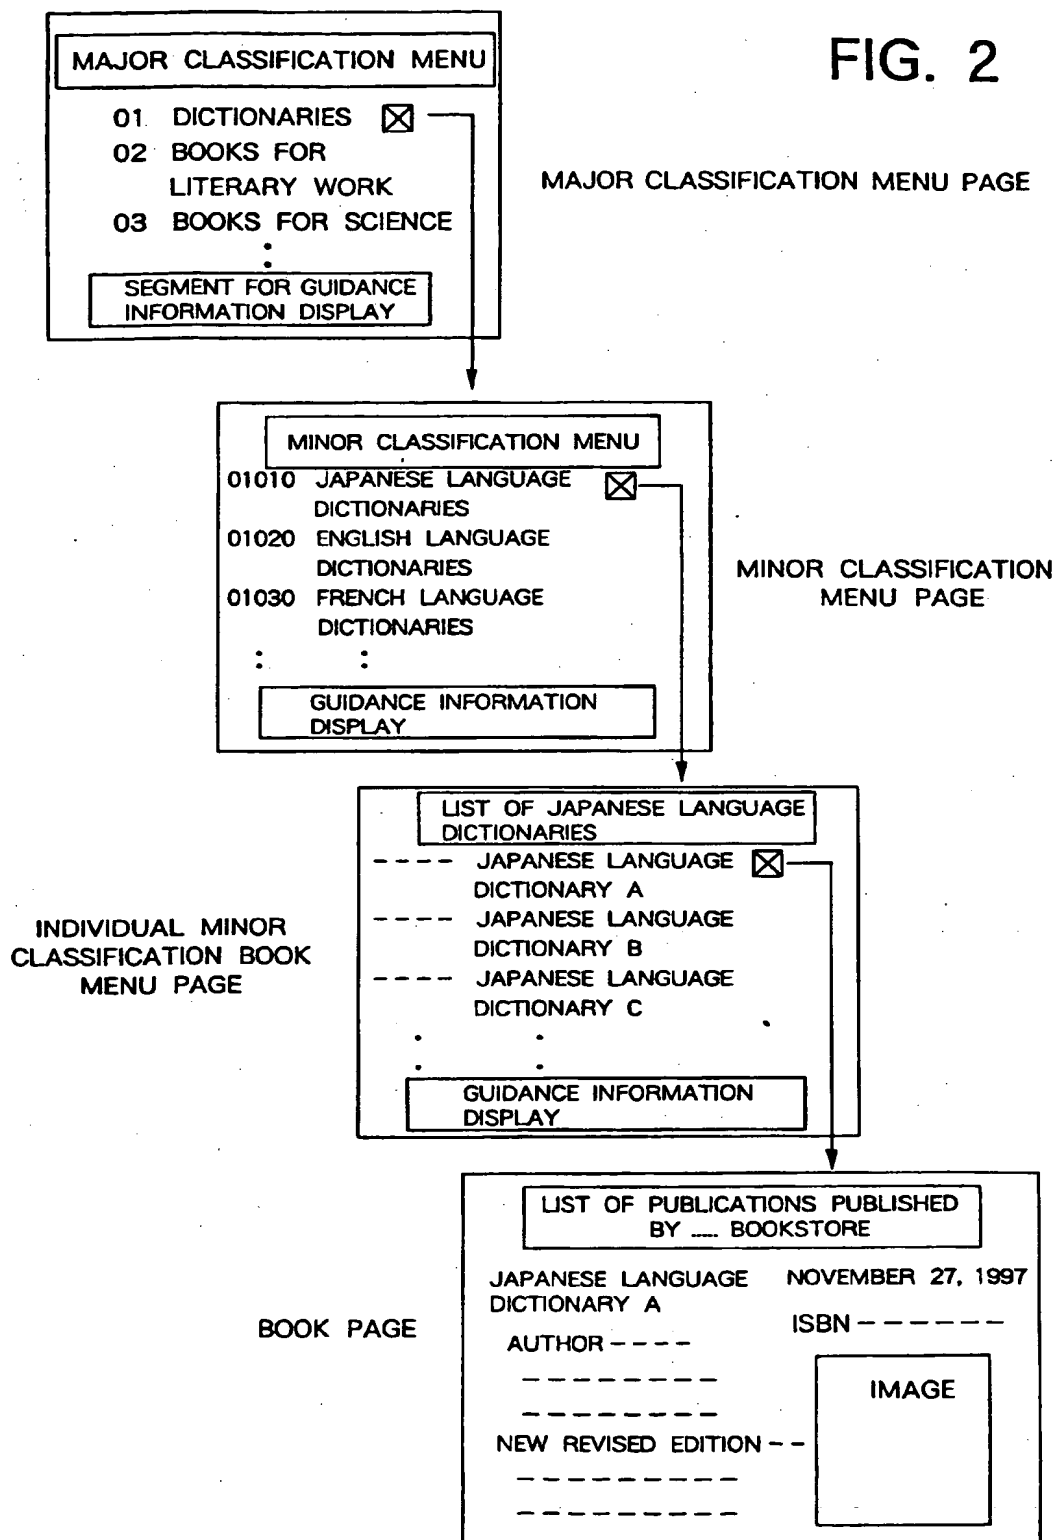 FIG. 2
MAJOR CLASSIFICATION MENU
01 DICTIONARIES
02 BOOKS FOR
LITERARY WORK
03 BOOKS FOR SCIENCE
SEGMENT FOR GUIDANCE
INFORMATION DISPLAY
MAJOR CLASSIFICATION MENU PAGE
MINOR CLASSIFICATION MENU
01010 JAPANESE LANGUAGE
DICTIONARIES
01020 ENGLISH LANGUAGE
DICTIONARIES
01030 FRENCH LANGUAGE
DICTIONARIES
GUIDANCE INFORMATION
DISPLAY
MINOR CLASSIFICATION
MENU PAGE
LIST OF JAPANESE LANGUAGE
DICTIONARIES
---- JAPANESE LANGUAGE
DICTIONARY A
---- JAPANESE LANGUAGE
DICTIONARY B
---- JAPANESE LANGUAGE
DICTIONARY C
GUIDANCE INFORMATION
DISPLAY
INDIVIDUAL MINOR
CLASSIFICATION BOOK
MENU PAGE
LIST OF PUBLICATIONS PUBLISHED
BY ..... BOOKSTORE
JAPANESE LANGUAGE
DICTIONARY A
NOVEMBER 27, 1997
ISBN ------
AUTHOR ----
IMAGE
NEW REVISED EDITION --
BOOK PAGE